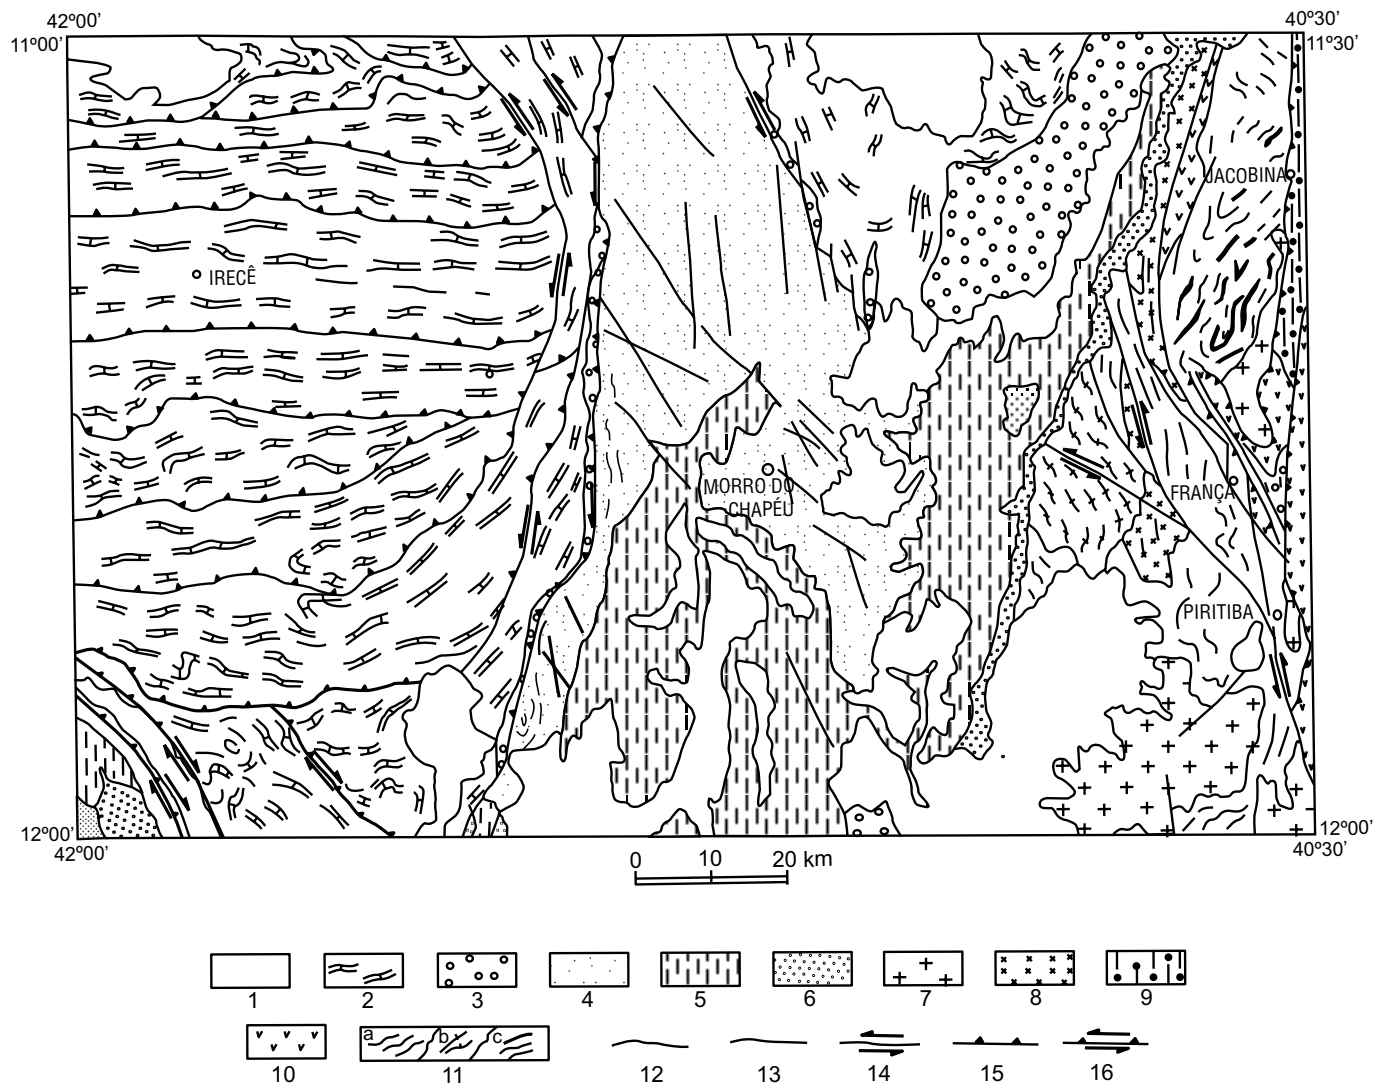 42º00'
40º30'
11º00'
11º30'
JACOBINA
IRECÊ
MORRO DO
CHAPÉU
FRANÇA
PIRITIBA
12º00'
12º00'
42º00'
40º30'
0 10 20 km
1 2 3 4 5 6 7 8 9
a b c
10 11 12 13 14 15 16